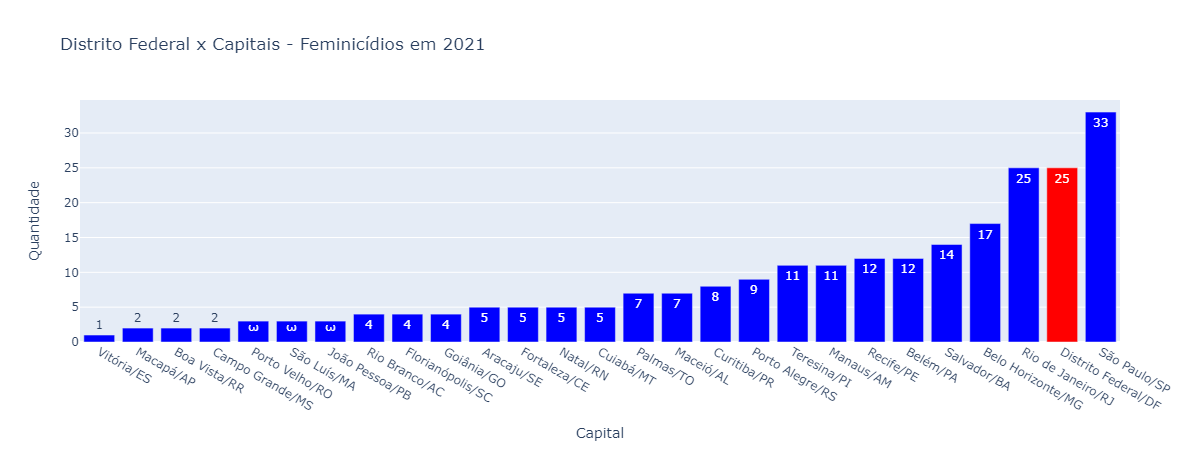 Distrito Federal x Capitais - Feminicídios em 2021
Quantidade
30
25
20
15
10
5
0
1
2
2
2
3
3
3
4
4
4
5
5
5
5
7
7
8
9
11
11
12
12
14
17
25
25
33
Vitória/ES
Macapá/AP
Boa Vista/RR
Campo Grande/MS
Porto Velho/RO
São Luís/MA
João Pessoa/PB
Rio Branco/AC
Florianópolis/SC
Goiânia/GO
Aracaju/SE
Fortaleza/CE
Natal/RN
Cuiabá/MT
Palmas/TO
Maceió/AL
Curitiba/PR
Porto Alegre/RS
Teresina/PI
Manaus/AM
Recife/PE
Belém/PA
Salvador/BA
Belo Horizonte/MG
Rio de Janeiro/RJ
Distrito Federal/DF
São Paulo/SP
Capital